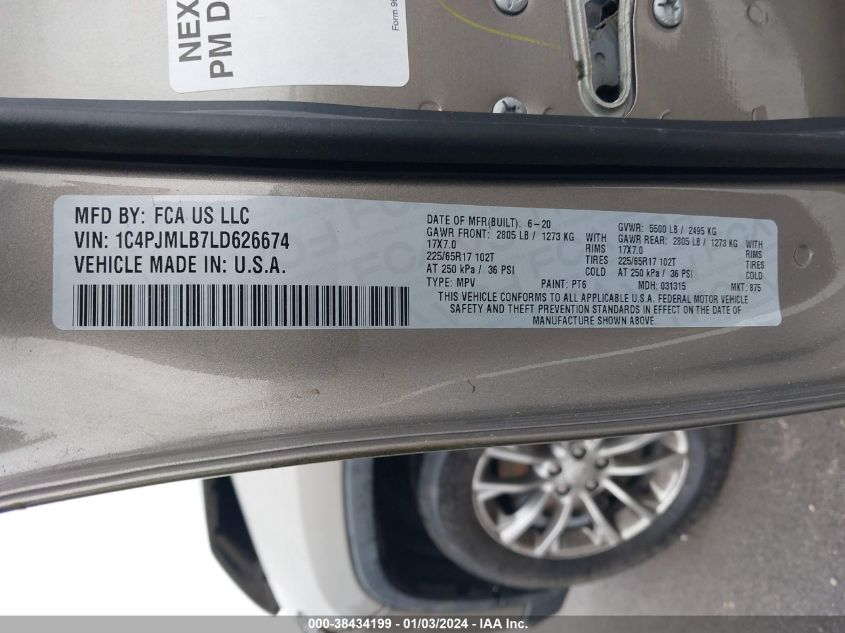 NEX
PM D
Form 96
MFD BY: FCA US LLC
VIN: 1C4PJMLB7LD626674
VEHICLE MADE IN: U.S.A.
DATE OF MFR(BUILT): 6-20 GVWR: 5500 LB / 2495 KG
GAWR FRONT: 2805 LB / 1273 KG GAWR REAR: 2805 LB / 1273 KG
17X7.0 RIMS 17X7.0 RIMS
225/65R17 102T TIRES 225/65R17 102T TIRES
AT 250 kPa / 36 PSI COLD AT 250 kPa / 36 PSI COLD
TYPE: MPV PAINT: PT6 MDH: 031315 MKT: 875
THIS VEHICLE CONFORMS TO ALL APPLICABLE U.S.A. FEDERAL MOTOR VEHICLE
SAFETY AND THEFT PREVENTION STANDARDS IN EFFECT ON THE DATE OF
MANUFACTURE SHOWN ABOVE.
000-38434199 - 01/03/2024 - IAA Inc.